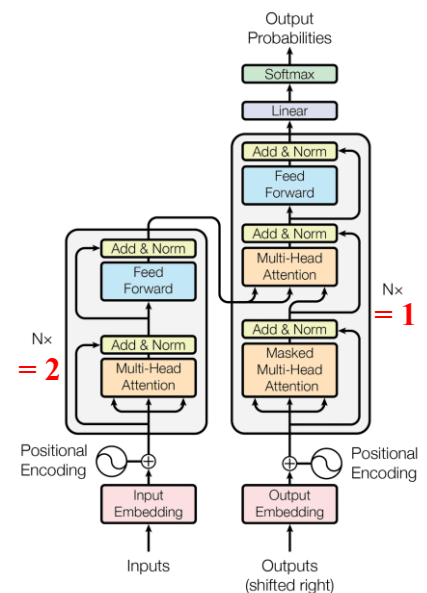 Output
Probabilities
Softmax
Linear
Add & Norm
Feed
Forward
Add & Norm
Multi-Head
Attention
Add & Norm
Masked
Multi-Head
Attention
N×
= 1
Add & Norm
Feed
Forward
Add & Norm
Multi-Head
Attention
N×
= 2
Positional
Encoding
Positional
Encoding
Input
Embedding
Output
Embedding
Inputs
Outputs
(shifted right)